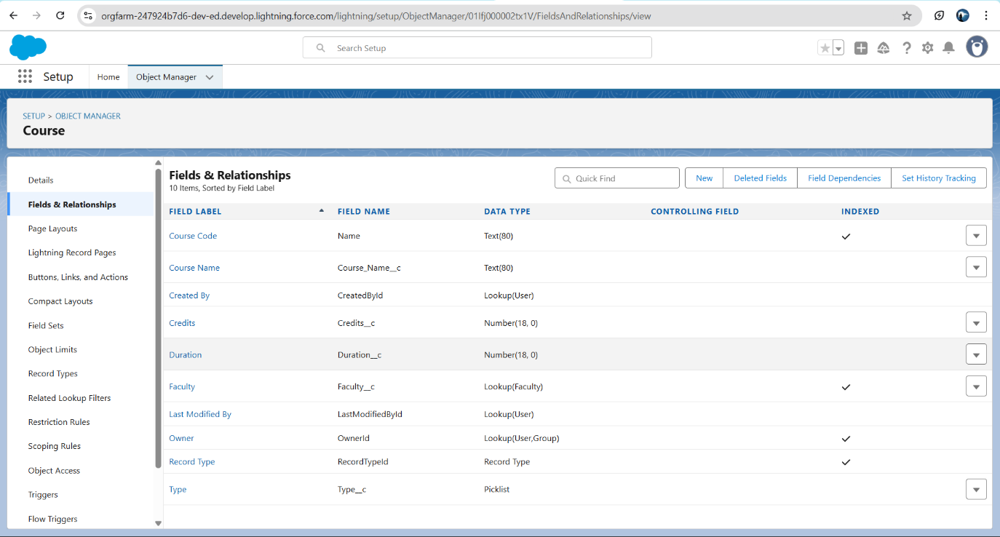 orgfarm-247924b7d6-dev-ed.develop.lightning.force.com/lightning/setup/ObjectManager/01Ifj000002tx1V/FieldsAndRelationships/view
Search Setup
Setup Home Object Manager
SETUP > OBJECT MANAGER
Course
Details
Fields & Relationships
Page Layouts
Lightning Record Pages
Buttons, Links, and Actions
Compact Layouts
Field Sets
Object Limits
Record Types
Related Lookup Filters
Restriction Rules
Scoping Rules
Object Access
Triggers
Flow Triggers
Fields & Relationships
10 Items, Sorted by Field Label
Quick Find New Deleted Fields Field Dependencies Set History Tracking
FIELD LABEL FIELD NAME DATA TYPE CONTROLLING FIELD INDEXED
Course Code Name Text(80)
Course Name Course_Name__c Text(80)
Created By CreatedById Lookup(User)
Credits Credits__c Number(18, 0)
Duration Duration__c Number(18, 0)
Faculty Faculty__c Lookup(Faculty)
Last Modified By LastModifiedById Lookup(User)
Owner OwnerId Lookup(User,Group)
Record Type RecordTypeId Record Type
Type Type__c Picklist